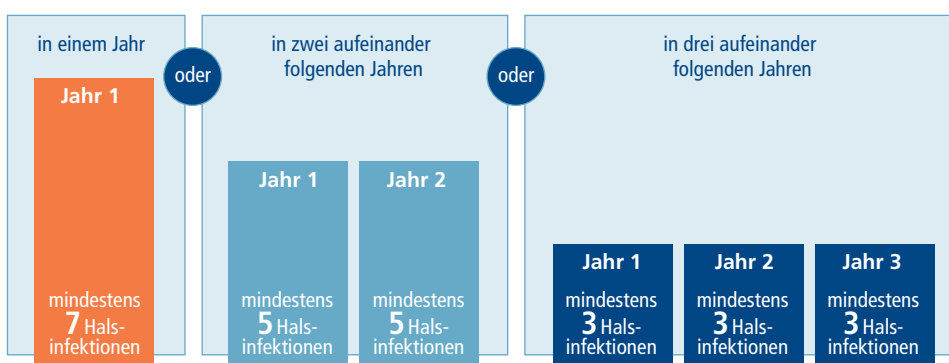 in einem Jahr
Jahr 1
mindestens
7 Hals-
infektionen
oder
in zwei aufeinander
folgenden Jahren
Jahr 1
mindestens
5 Hals-
infektionen
Jahr 2
mindestens
5 Hals-
infektionen
oder
in drei aufeinander
folgenden Jahren
Jahr 1
mindestens
3 Hals-
infektionen
Jahr 2
mindestens
3 Hals-
infektionen
Jahr 3
mindestens
3 Hals-
infektionen